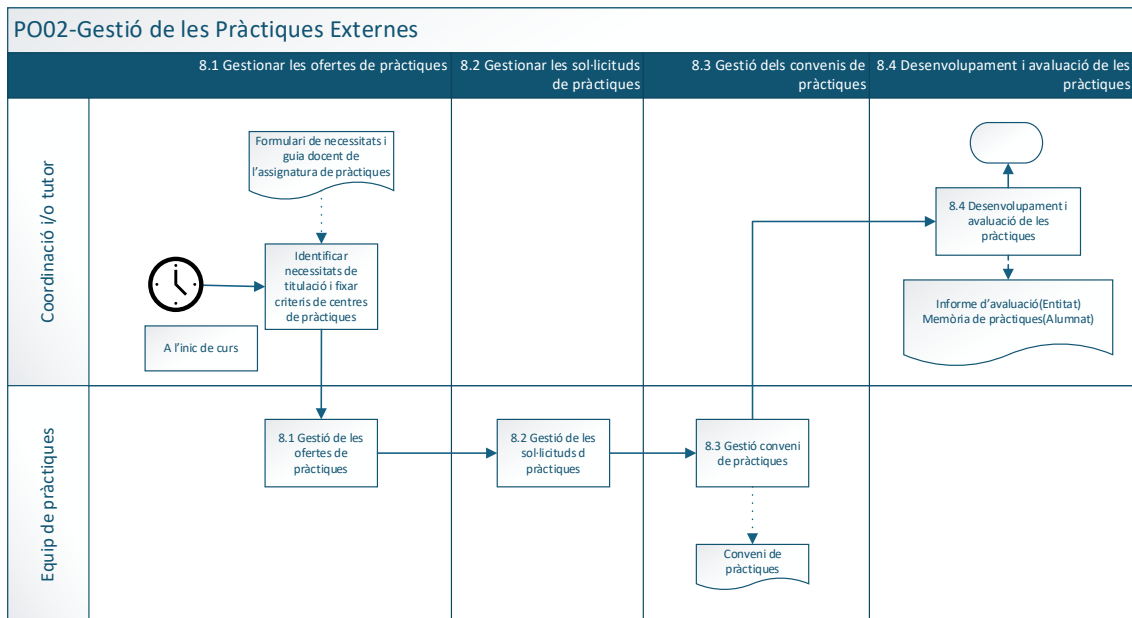 PO02-Gestió de les Pràctiques Externes
8.1 Gestionar les ofertes de pràctiques
8.2 Gestionar les sol·licituds
de pràctiques
8.3 Gestió dels convenis de
pràctiques
8.4 Desenvolupament i avaluació de les
pràctiques
Coordinació i/o tutor
Formulari de necessitats i
guia docent de
l'assignatura de pràctiques
Identificar
necessitats de
titulació i fixar
criteris de centres
de pràctiques
A l'inic de curs
8.4 Desenvolupament i
avaluació de les
pràctiques
Informe d'avaluació(Entitat)
Memòria de pràctiques(Alumnat)
Equip de pràctiques
8.1 Gestió de les
ofertes de
pràctiques
8.2 Gestió de les
sol·licituds d
pràctiques
8.3 Gestió conveni
de pràctiques
Conveni de
pràctiques